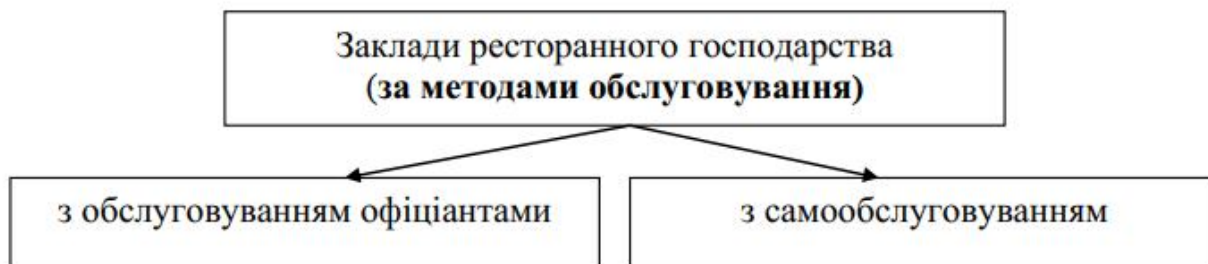 Заклади ресторанного господарства
(за методами обслуговування)
з обслуговуванням офіціантами
з самообслуговуванням